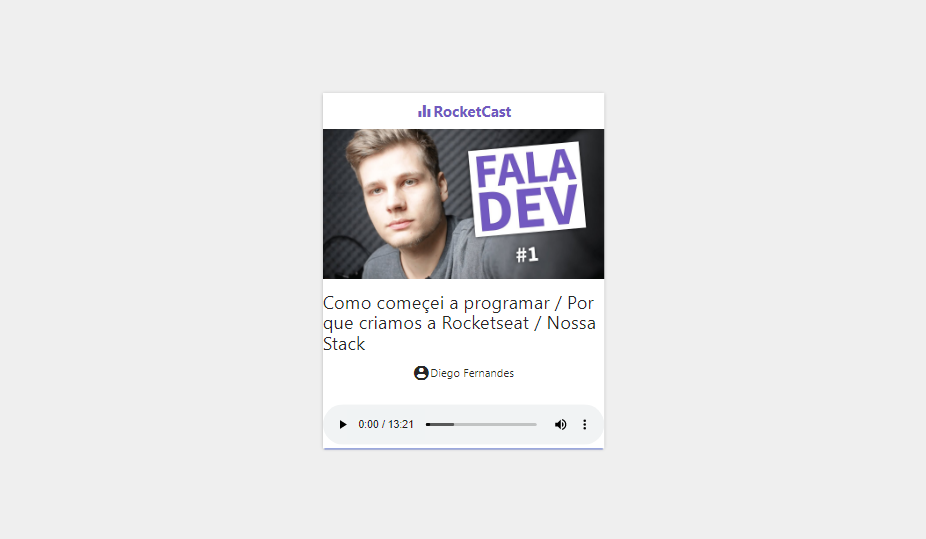 RocketCast
FALA
DEV
#1
Como começei a programar / Por
que criamos a Rocketseat / Nossa
Stack
Diego Fernandes
0:00 / 13:21